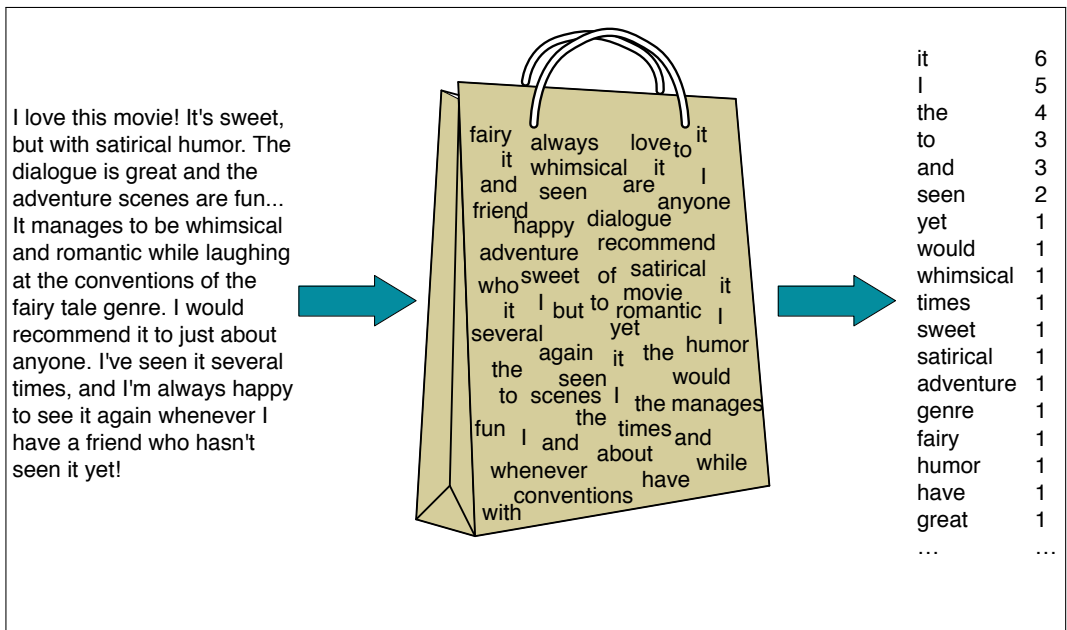 I love this movie! It's sweet,
but with satirical humor. The
dialogue is great and the
adventure scenes are fun...
It manages to be whimsical
and romantic while laughing
at the conventions of the
fairy tale genre. I would
recommend it to just about
anyone. I've seen it several
times, and I'm always happy
to see it again whenever I
have a friend who hasn't
seen it yet!
fairy always love to it
it whimsical it I
and seen are anyone
friend happy dialogue
adventure recommend
who sweet of satirical it
it I but to movie romantic I
several yet
again it the humor
the seen would
to scenes I the manages
fun I and the times and
about
whenever have while
conventions
with
it 6
I 5
the 4
to 3
and 3
seen 2
yet 1
would 1
whimsical 1
times 1
sweet 1
satirical 1
adventure 1
genre 1
fairy 1
humor 1
have 1
great 1
… …